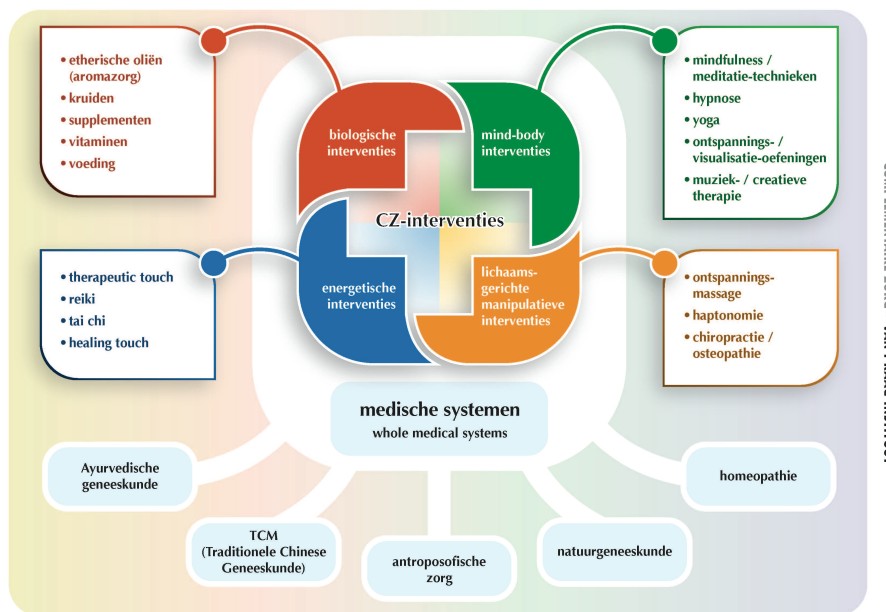 • etherische oliën
(aromazorg)
• kruiden
• supplementen
• vitaminen
• voeding
biologische
interventies
mind-body
interventies
• mindfulness /
meditatie-technieken
• hypnose
• yoga
• ontspannings- /
visualisatie-oefeningen
• muziek- / creatieve
therapie
CZ-interventies
• therapeutic touch
• reiki
• tai chi
• healing touch
energetische
interventies
lichaams-
gerichte
manipulatieve
interventies
• ontspannings-
massage
• haptonomie
• chiropractie /
osteopathie
medische systemen
whole medical systems
Ayurvedische
geneeskunde
TCM
(Traditionele Chinese
Geneeskunde)
antroposofische
zorg
natuurgeneeskunde
homeopathie